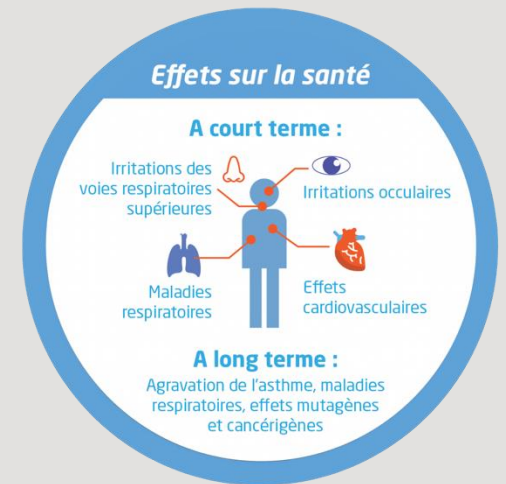 Effets sur la santé
A court terme :
Irritations des
voies respiratoires
supérieures
Irritations occulaires
Maladies
respiratoires
Effets
cardiovasculaires
A long terme :
Agravation de l'asthme, maladies
respiratoires, effets mutagènes
et cancérigènes